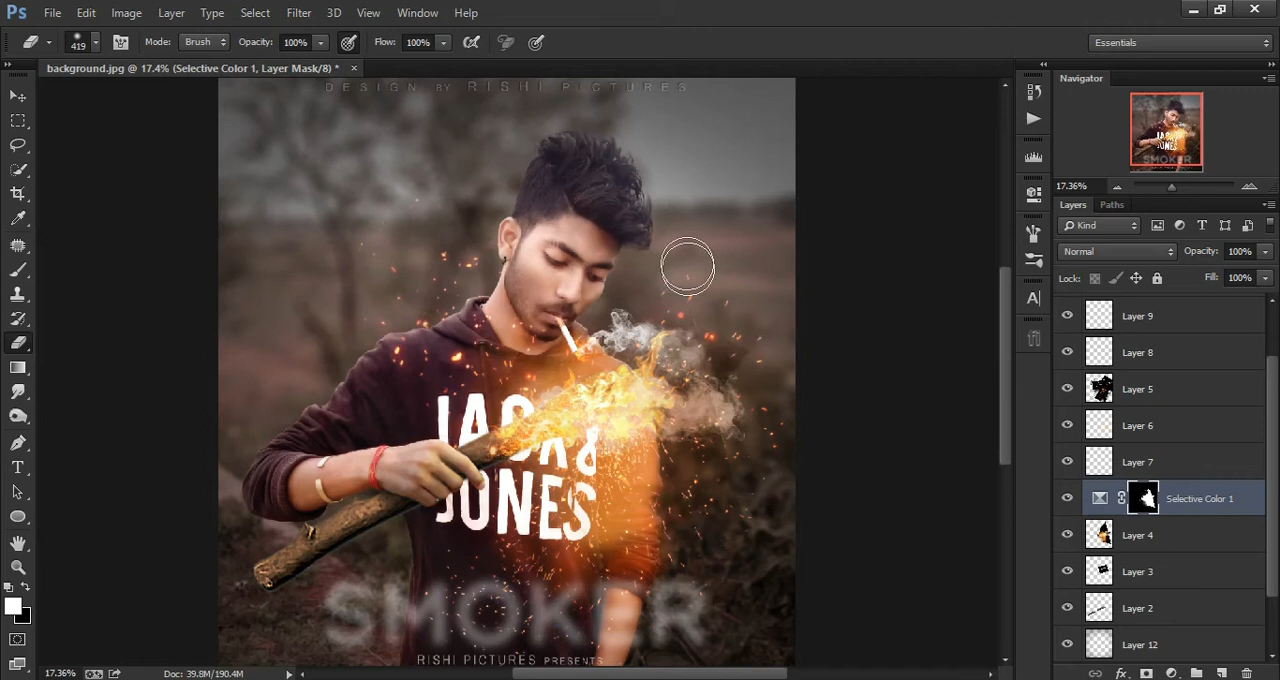 Ps File Edit Image Layer Type Select Filter 3D View Window Help
419 Mode: Brush Opacity: 100% Flow: 100% Essentials
background.jpg @ 17.4% (Selective Color 1, Layer Mask/8) *
Navigator
DESIGN BY RISHI PICTURES
17.36%
Layers Paths
Kind
Normal Opacity: 100%
Lock: Fill: 100%
Layer 9
Layer 8
Layer 5
Layer 6
Layer 7
Selective Color 1
Layer 4
Layer 3
Layer 2
Layer 12
JACK &
JONES
SMOKER
RISHI PICTURES PRESENTS
17.36% Doc: 39.8M/190.4M